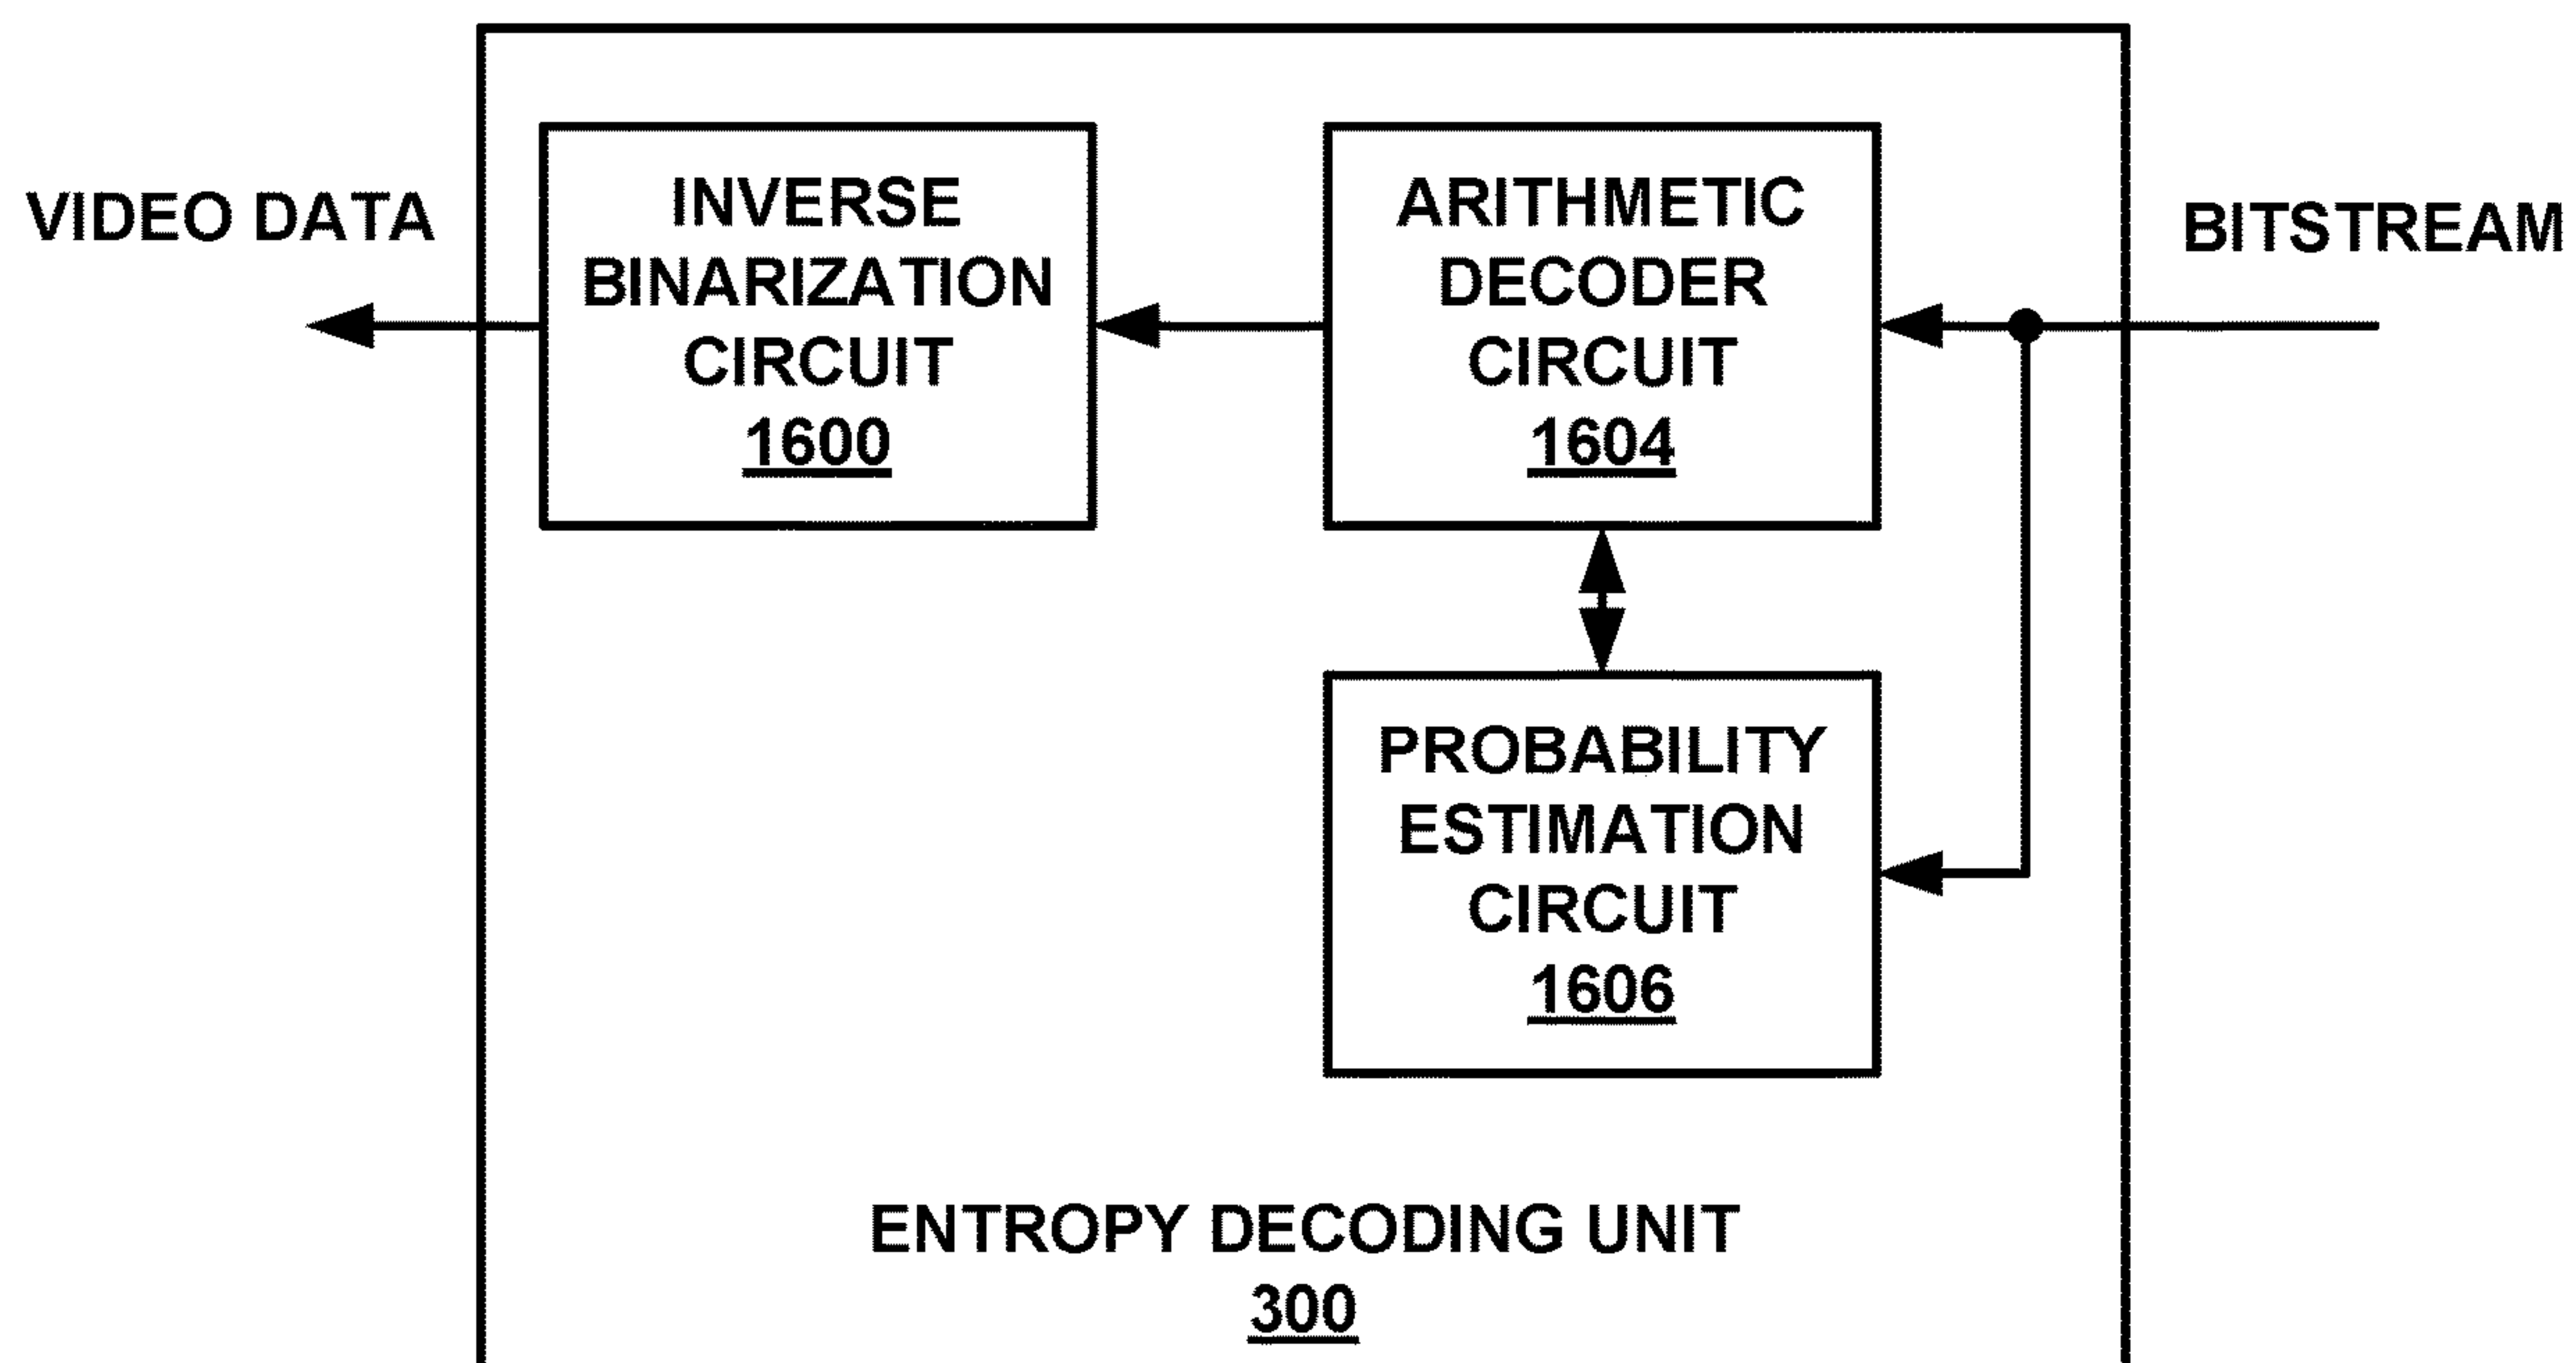 VIDEO DATA
INVERSE
BINARIZATION
CIRCUIT
1600
ARITHMETIC
DECODER
CIRCUIT
1604
BITSTREAM
PROBABILITY
ESTIMATION
CIRCUIT
1606
ENTROPY DECODING UNIT
300